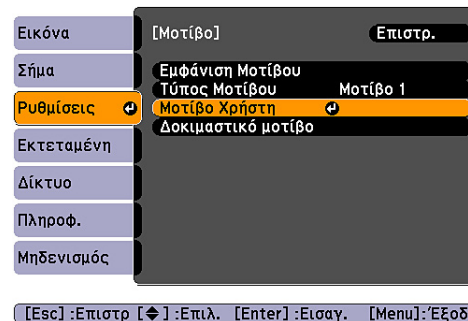 Εικόνα
Σήμα
Ρυθμίσεις
Εκτεταμένη
Δίκτυο
Πληροφ.
Μηδενισμός
[Μοτίβο]
Επιστρ.
Εμφάνιση Μοτίβου
Τύπος Μοτίβου Μοτίβο 1
Μοτίβο Χρήστη
Δοκιμαστικό μοτίβο
[Esc] :Επιστρ [ ] :Επιλ. [Enter] :Εισαγ. [Menu]:Έξοδ